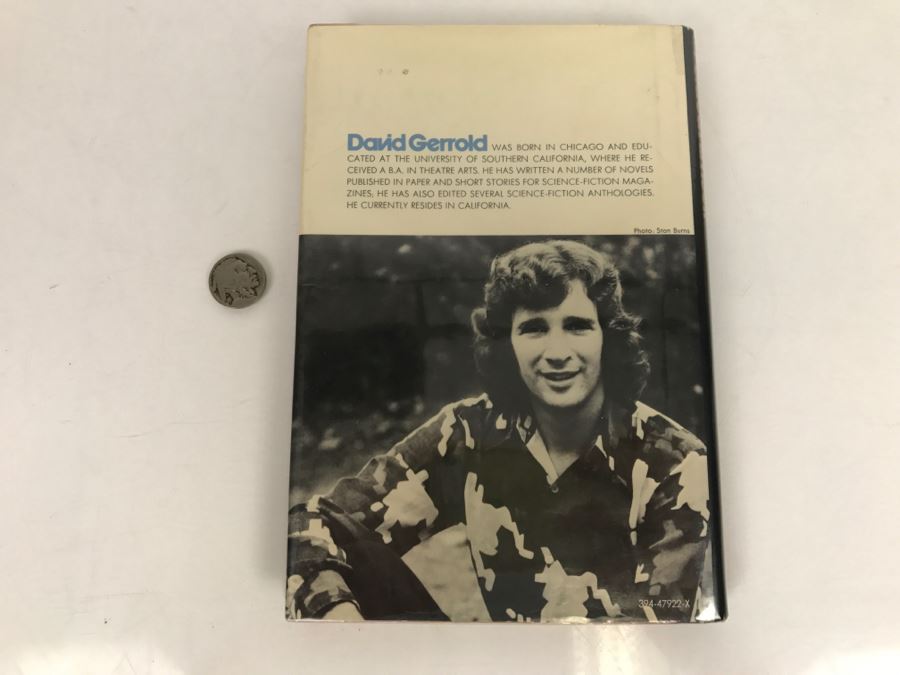 David Gerrold WAS BORN IN CHICAGO AND EDU-
CATED AT THE UNIVERSITY OF SOUTHERN CALIFORNIA, WHERE HE RE-
CEIVED A B.A. IN THEATRE ARTS. HE HAS WRITTEN A NUMBER OF NOVELS
PUBLISHED IN PAPER AND SHORT STORIES FOR SCIENCE-FICTION MAGA-
ZINES; HE HAS ALSO EDITED SEVERAL SCIENCE-FICTION ANTHOLOGIES.
HE CURRENTLY RESIDES IN CALIFORNIA.
Photo: Stan Burns
394-47922-X